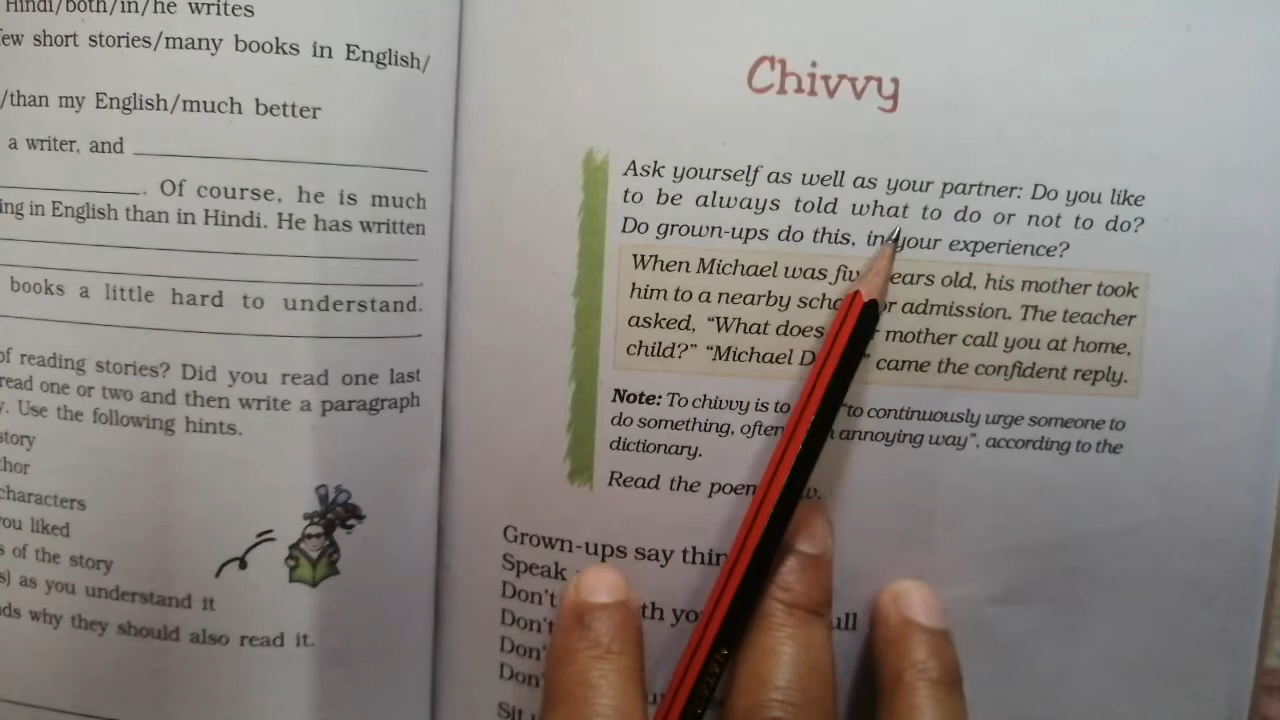 Hindi/both/in/he writes
few short stories/many books in English/
/than my English/much better
a writer, and
. Of course, he is much
ing in English than in Hindi. He has written
.
books a little hard to understand.
of reading stories? Did you read one last
read one or two and then write a paragraph
y. Use the following hints.
story
thor
characters
you liked
s of the story
s) as you understand it
nds why they should also read it.
Chivvy
Ask yourself as well as your partner: Do you like
to be always told what to do or not to do?
Do grown-ups do this, in your experience?
When Michael was five years old, his mother took
him to a nearby scho or admission. The teacher
asked, "What does mother call you at home,
child?" "Michael D " came the confident reply.
Note: To chivvy is to "to continuously urge someone to
do something, often annoying way", according to the
dictionary.
Read the poem
Grown-ups say thin
Speak
Don't th yo ull
Don't
Don'
Don'
Sit